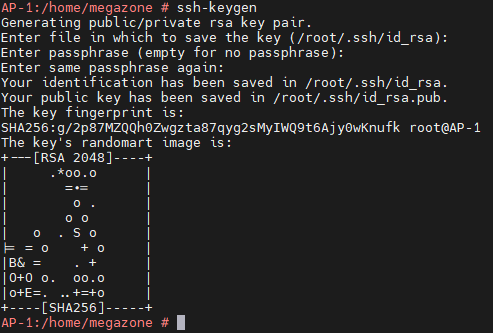 AP-1:/home/megazone # ssh-keygen
Generating public/private rsa key pair.
Enter file in which to save the key (/root/.ssh/id_rsa):
Enter passphrase (empty for no passphrase):
Enter same passphrase again:
Your identification has been saved in /root/.ssh/id_rsa.
Your public key has been saved in /root/.ssh/id_rsa.pub.
The key fingerprint is:
SHA256:g/2p87MZQQh0Zwgzta87qyg2sMyIWQ9t6Ajy0wKnufk root@AP-1
The key's randomart image is:
+---[RSA 2048]----+
|      .*oo.o     |
|        =+=      |
|         o .     |
|        o o      |
|   o  . S o      |
|= = o    + o     |
|B& =    . +      |
|O+O o.  oo.o     |
|o+E=. ..+=+o     |
+----[SHA256]-----+
AP-1:/home/megazone #